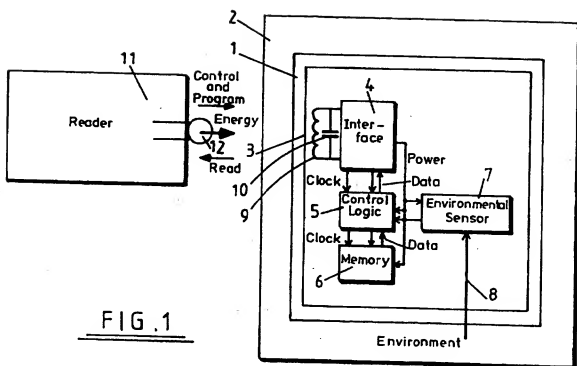 2
1
11
Control
and
Program
Energy
Reader
12
Read
3
10
9
4
Inter-
face
Power
Clock
Data
7
5
Control
Logic
Environmental
Sensor
Clock
Data
6
Memory
8
FIG.1
Environment